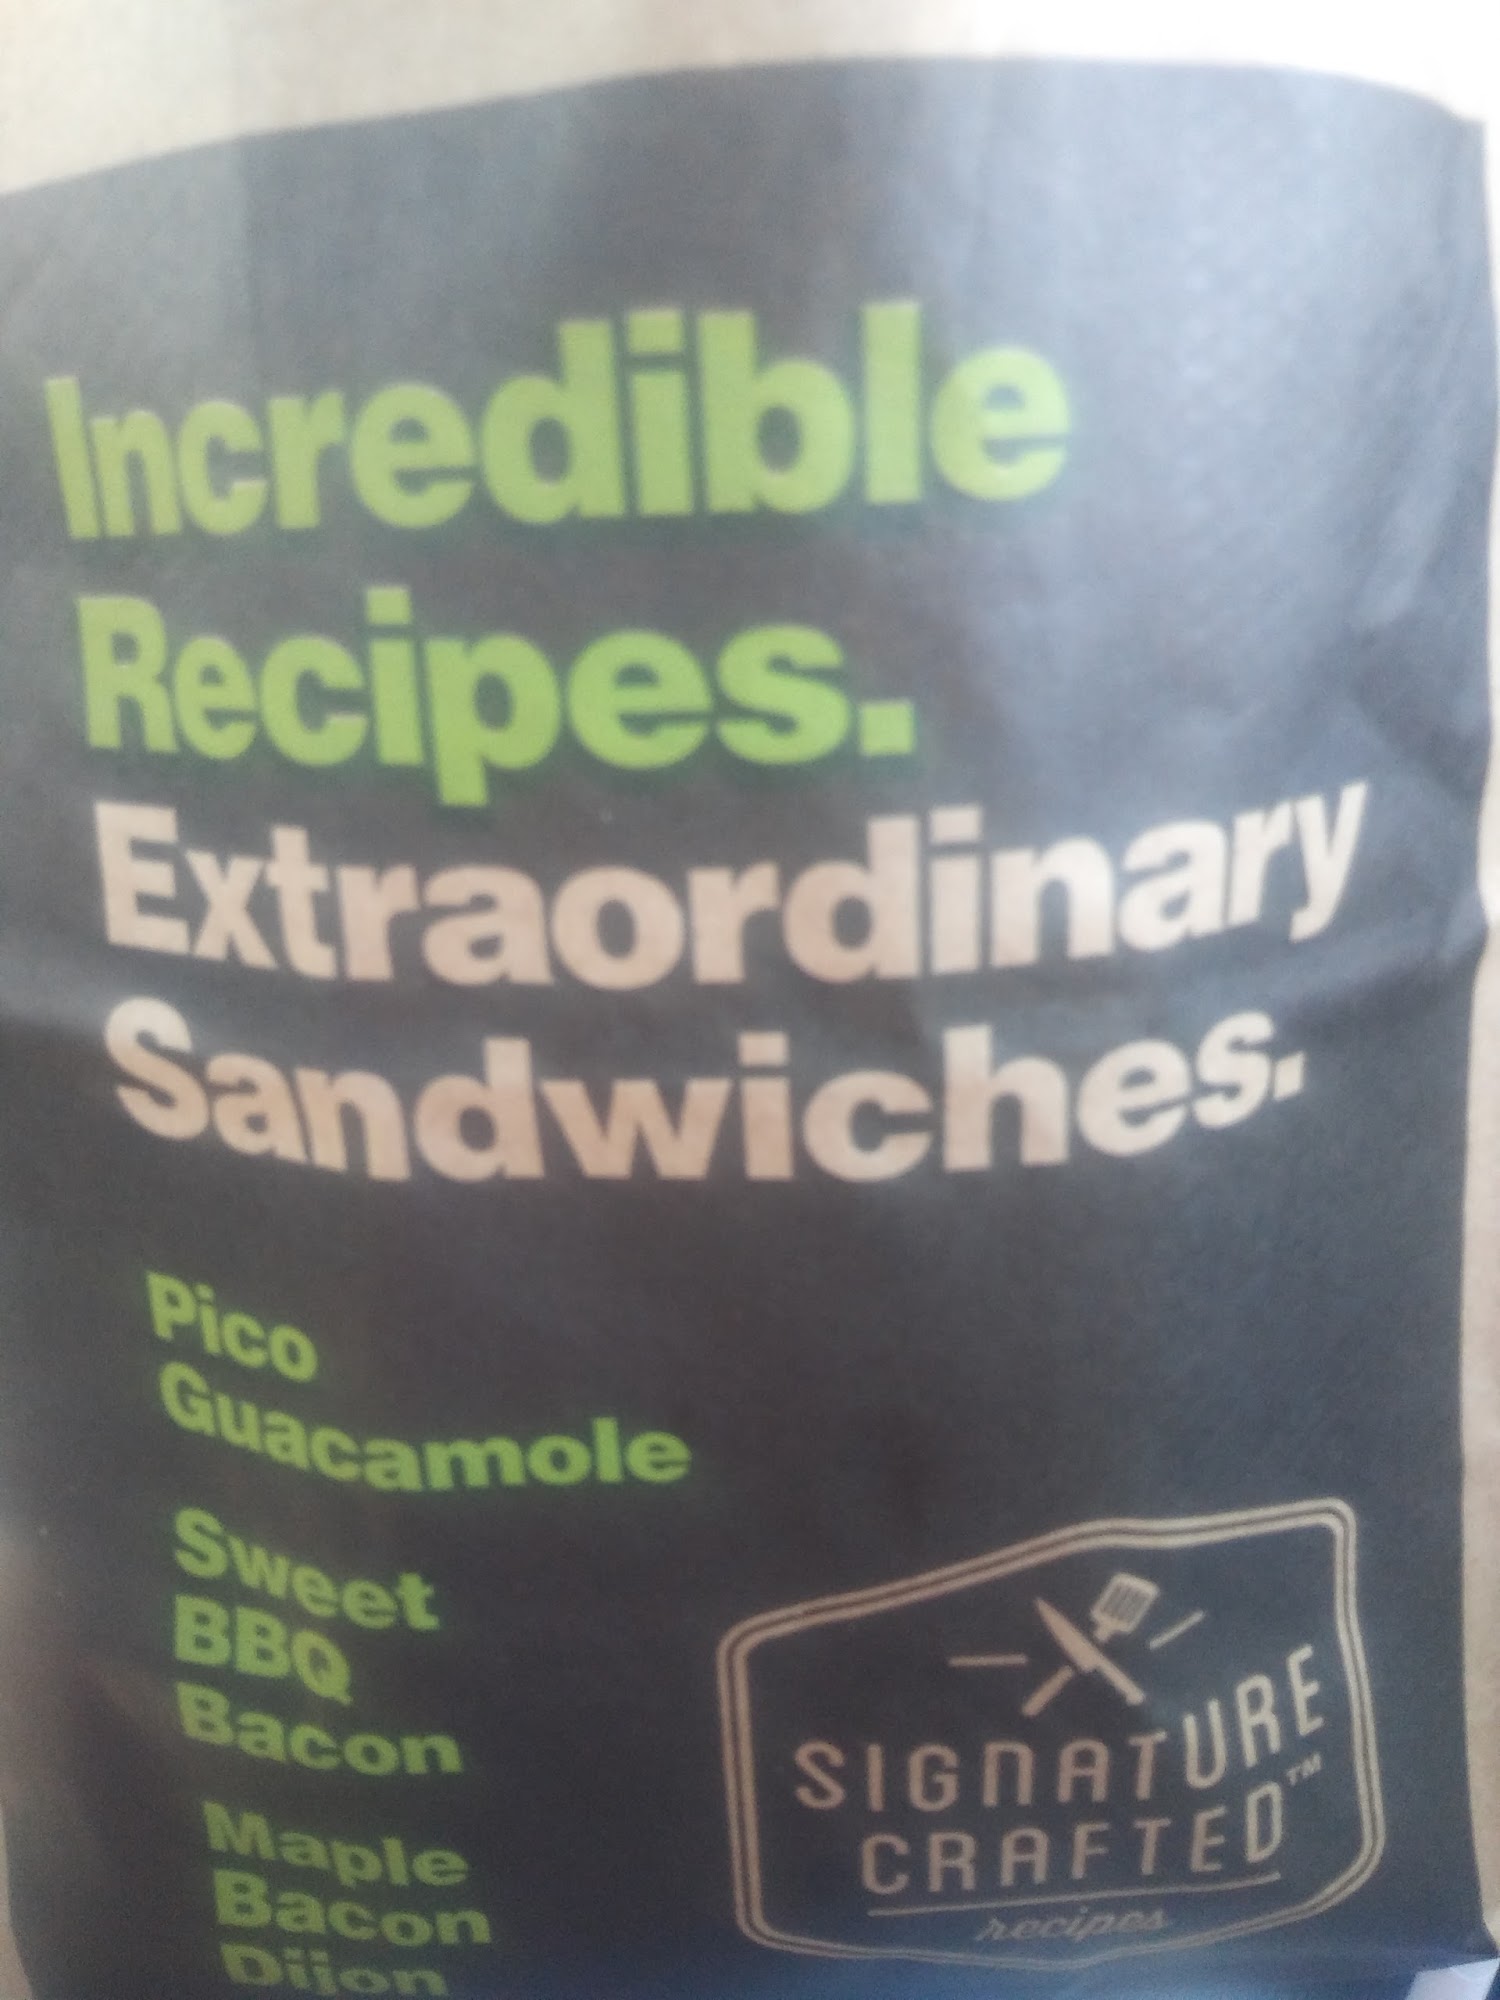 Incredible
Recipes.
Extraordinary
Sandwiches.
Pico
Guacamole
Sweet
BBQ
Bacon
Maple
Bacon
Dijon
SIGNATURE
CRAFTED™
recipes